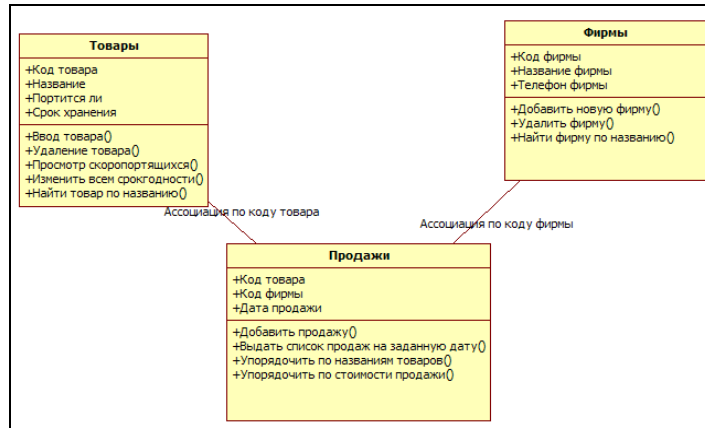 Товары
+Код товара
+Название
+Портится ли
+Срок хранения
+Ввод товара()
+Удаление товара()
+Просмотр скоропортящихся()
+Изменить всем срокгодности()
+Найти товар по названию()
Фирмы
+Код фирмы
+Название фирмы
+Телефон фирмы
+Добавить новую фирму()
+Удалить фирму()
+Найти фирму по названию()
Ассоциация по коду товара
Ассоциация по коду фирмы
Продажи
+Код товара
+Код фирмы
+Дата продажи
+Добавить продажу()
+Выдать список продаж на заданную дату()
+Упорядочить по названиям товаров()
+Упорядочить по стоимости продажи()